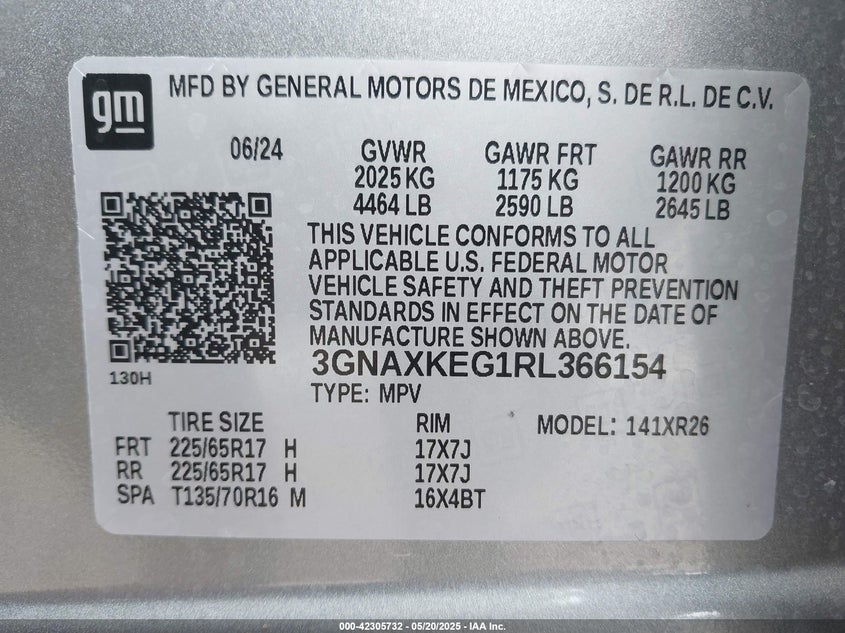 gm
MFD BY GENERAL MOTORS DE MEXICO, S. DE R.L. DE C.V.
06/24 GVWR GAWR FRT GAWR RR
2025 KG 1175 KG 1200 KG
4464 LB 2590 LB 2645 LB
THIS VEHICLE CONFORMS TO ALL
APPLICABLE U.S. FEDERAL MOTOR
VEHICLE SAFETY AND THEFT PREVENTION
STANDARDS IN EFFECT ON THE DATE OF
MANUFACTURE SHOWN ABOVE.
3GNAXKEG1RL366154
130H
TYPE: MPV
TIRE SIZE RIM MODEL: 141XR26
FRT 225/65R17 H 17X7J
RR 225/65R17 H 17X7J
SPA T135/70R16 M 16X4BT
000-42305732 - 05/20/2025 - IAA Inc.